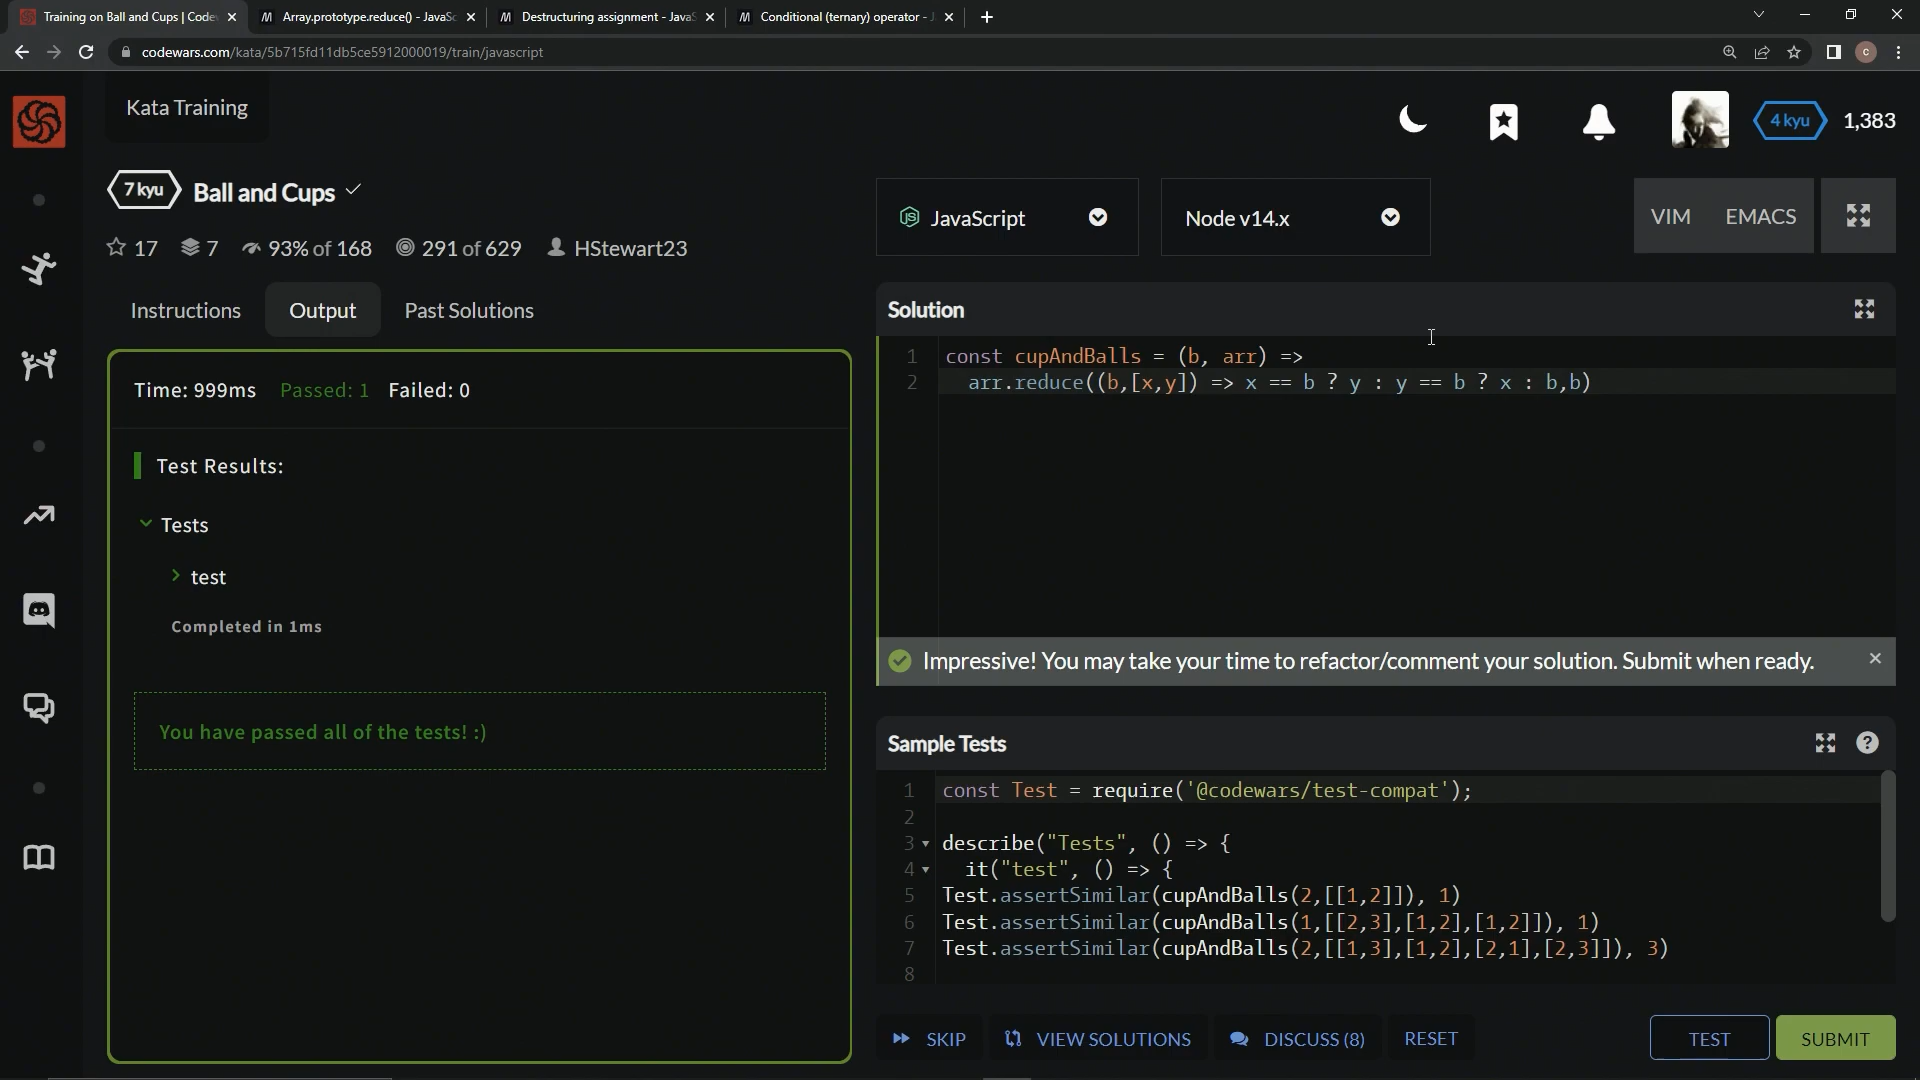 Training on Ball and Cups | Codew
Array.prototype.reduce() - JavaSc
Destructuring assignment - JavaS
Conditional (ternary) operator - J
codewars.com/kata/5b715fd11db5ce5912000019/train/javascript
C
Kata Training
4 kyu
1,383
7 kyu
Ball and Cups
17
7
93% of 168
291 of 629
HStewart23
JS
JavaScript
Node v14.x
VIM
EMACS
Instructions
Output
Past Solutions
Time: 999ms Passed: 1 Failed: 0
Test Results:
Tests
test
Completed in 1ms
You have passed all of the tests! :)
Solution
1 const cupAndBalls = (b, arr) =>
2 arr.reduce((b,[x,y]) => x == b ? y : y == b ? x : b,b)
Impressive! You may take your time to refactor/comment your solution. Submit when ready.
Sample Tests
1 const Test = require('@codewars/test-compat');
2
3 describe("Tests", () => {
4 it("test", () => {
5 Test.assertSimilar(cupAndBalls(2,[[1,2]]), 1)
6 Test.assertSimilar(cupAndBalls(1,[[2,3],[1,2],[1,2]]), 1)
7 Test.assertSimilar(cupAndBalls(2,[[1,3],[1,2],[2,1],[2,3]]), 3)
8
SKIP
VIEW SOLUTIONS
DISCUSS (8)
RESET
TEST
SUBMIT